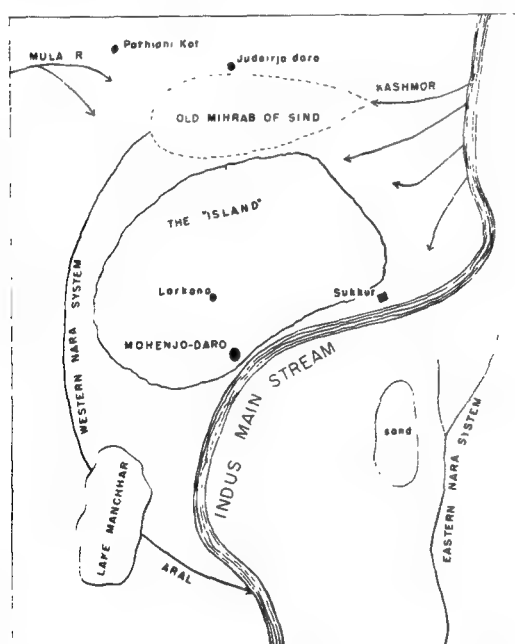 MULA R
Pathiani Kot
Judeirjo daro
KASHMOR
OLD MIHRAB OF SIND
THE "ISLAND"
WESTERN NARA SYSTEM
Larkana
Sukkur
MOHENJO-DARO
INDUS MAIN STREAM
sand
EASTERN NARA SYSTEM
LAKE MANCHHAR
ARAL